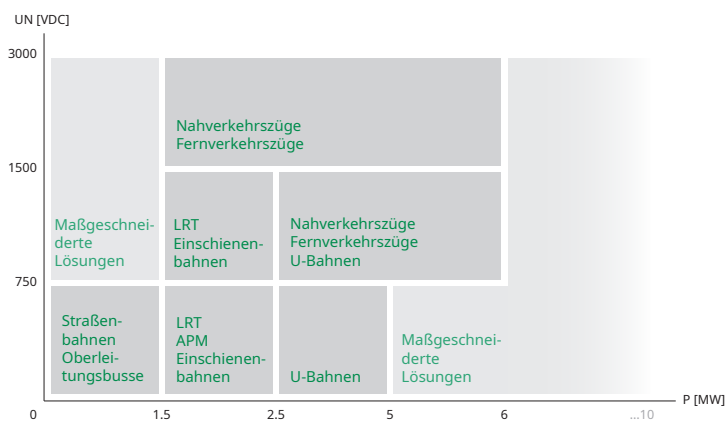 UN [VDC]
3000
Nahverkehrszüge
Fernverkehrszüge
1500
Maßgeschnei-
derte
Lösungen
LRT
Einschienen-
bahnen
Nahverkehrszüge
Fernverkehrszüge
U-Bahnen
750
Straßen-
bahnen
Oberlei-
tungsbusse
LRT
APM
Einschienen-
bahnen
U-Bahnen
Maßgeschnei-
derte
Lösungen
P [MW]
0 1.5 2.5 5 6 ...10